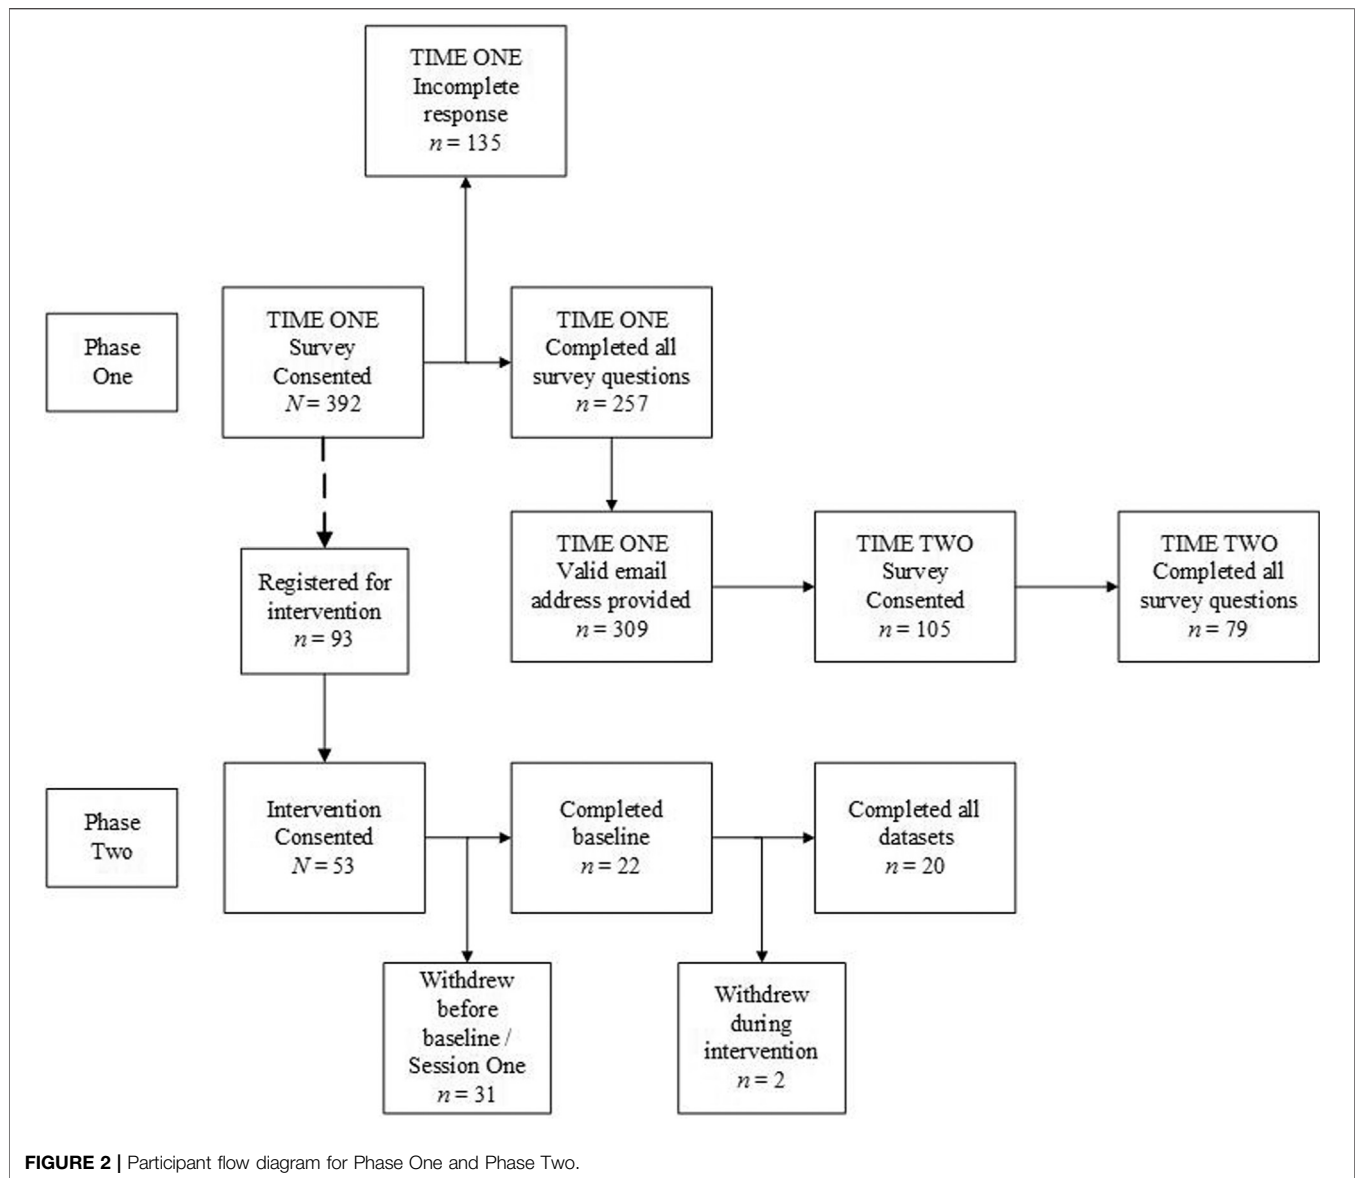 TIME ONE
Incomplete
response
n = 135
Phase
One
TIME ONE
Survey
Consented
N = 392
TIME ONE
Completed all
survey questions
n = 257
Registered for
intervention
n = 93
TIME ONE
Valid email
address provided
n = 309
TIME TWO
Survey
Consented
n = 105
TIME TWO
Completed all
survey questions
n = 79
Phase
Two
Intervention
Consented
N = 53
Completed
baseline
n = 22
Completed all
datasets
n = 20
Withdrew
before
baseline /
Session One
n = 31
Withdrew
during
intervention
n = 2
FIGURE 2 | Participant flow diagram for Phase One and Phase Two.